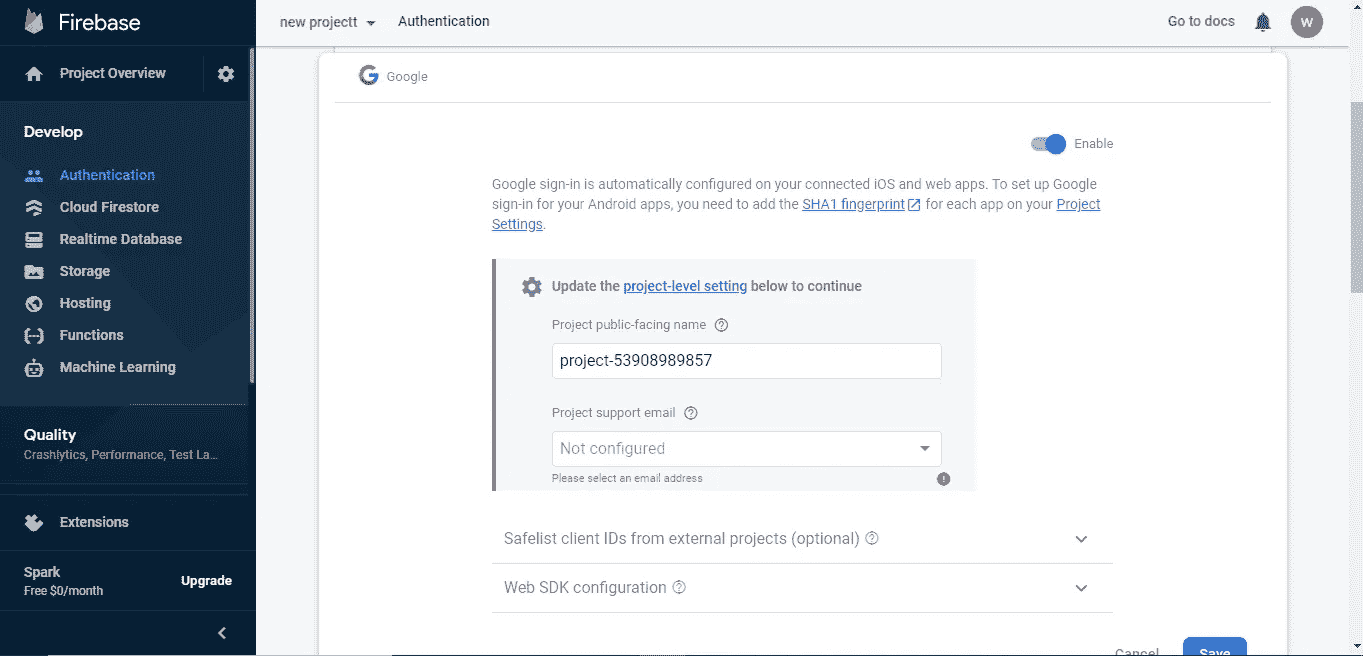 Firebase
new projectt
Authentication
Go to docs
W
Project Overview
Develop
Authentication
Cloud Firestore
Realtime Database
Storage
Hosting
Functions
Machine Learning
Quality
Crashlytics, Performance, Test La...
Extensions
Spark
Free $0/month
Upgrade
Google
Enable
Google sign-in is automatically configured on your connected iOS and web apps. To set up Google
sign-in for your Android apps, you need to add the SHA1 fingerprint for each app on your Project
Settings.
Update the project-level setting below to continue
Project public-facing name ?
project-53908989857
Project support email ?
Not configured
Please select an email address
Safelist client IDs from external projects (optional) ?
Web SDK configuration ?
Cancel
Save